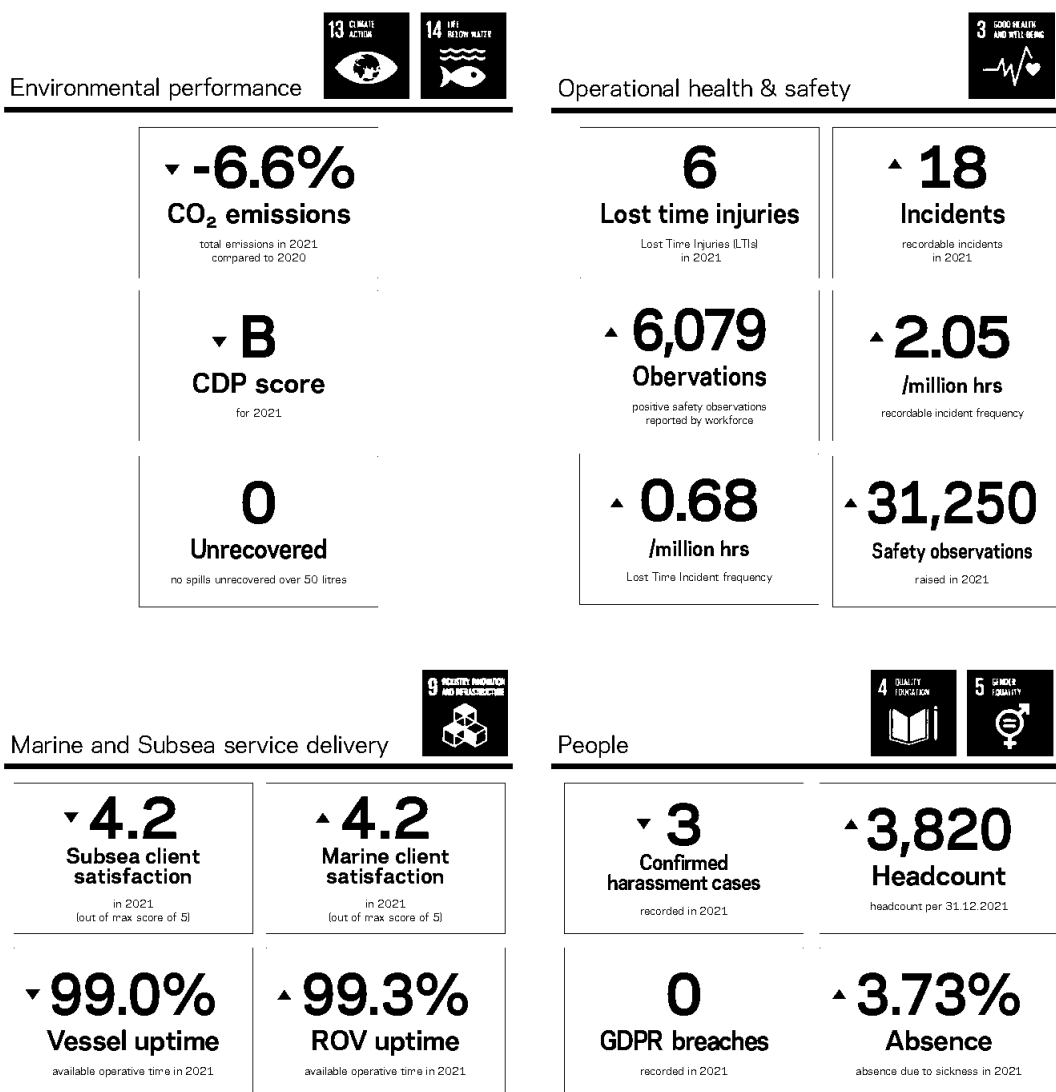 13 CLIMATE
ACTION
14 LIFE
BELOW WATER
Environmental performance
▼ -6.6%
CO₂ emissions
total emissions in 2021
compared to 2020
▼ B
CDP score
for 2021
0
Unrecovered
no spills unrecovered over 50 litres
3 GOOD HEALTH
AND WELL-BEING
Operational health & safety
6
Lost time injuries
Lost Time Injuries (LTIs)
in 2021
▲ 18
Incidents
recordable incidents
in 2021
▲ 6,079
Obervations
positive safety observations
reported by workforce
▲ 2.05
/million hrs
recordable incident frequency
▲ 0.68
/million hrs
Lost Time Incident frequency
▲ 31,250
Safety observations
raised in 2021
9 INDUSTRY, INNOVATION
AND INFRASTRUCTURE
Marine and Subsea service delivery
▼ 4.2
Subsea client
satisfaction
in 2021
(out of max score of 5)
▲ 4.2
Marine client
satisfaction
in 2021
(out of max score of 5)
▼ 99.0%
Vessel uptime
available operative time in 2021
▲ 99.3%
ROV uptime
available operative time in 2021
4 QUALITY
EDUCATION
5 GENDER
EQUALITY
People
▼ 3
Confirmed
harassment cases
recorded in 2021
▲ 3,820
Headcount
headcount per 31.12.2021
0
GDPR breaches
recorded in 2021
▲ 3.73%
Absence
absence due to sickness in 2021